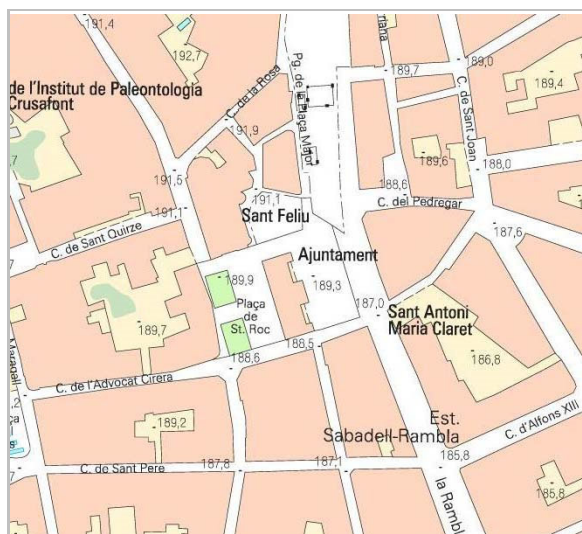 191,4
192,7
de l'Institut de Paleontologia
Crusafont
C. de la Rosa
Pg. de la Plaça Major
189,7
189,0
189,4
C. de Sant Joan
191,9
189,6
188,0
191,5
191,1
188,6
191,1
Sant Feliu
C. del Pedregar
C. de Sant Quirze
187,6
Ajuntament
189,9
189,3
Plaça
de
St. Roc
187,0
Sant Antoni
Maria Claret
189,7
188,5
188,6
186,8
C. de l'Advocat Cirera
Maragall
189,2
Est.
Sabadell-Rambla
C. d'Alfons XIII
C. de Sant Pere
187,8
187,1
185,8
185,8
la Rambl